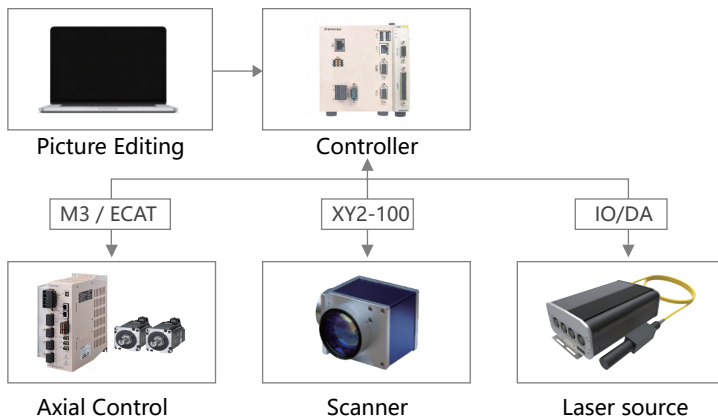 Picture Editing
Controller
M3 / ECAT
XY2-100
IO/DA
Axial Control
Scanner
Laser source